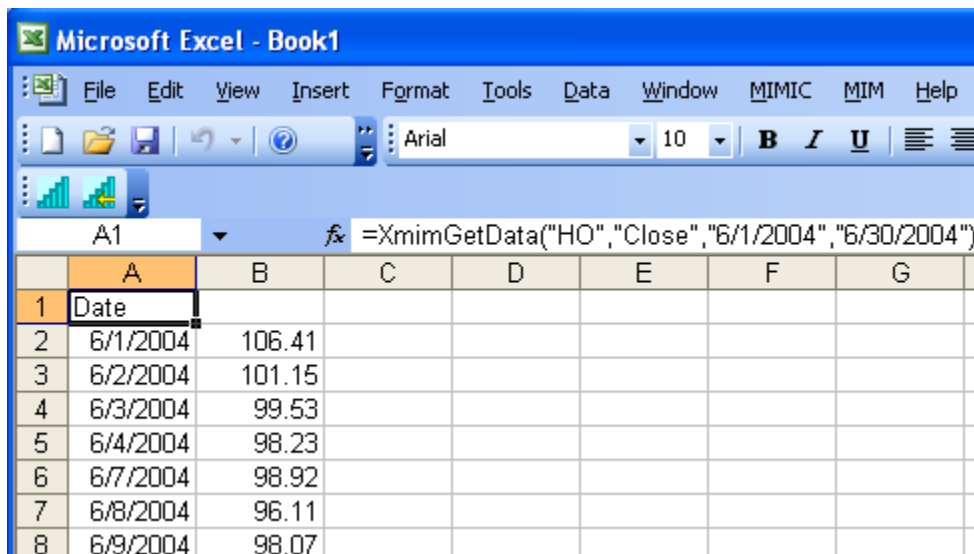 Microsoft Excel - Book1
File Edit View Insert Format Tools Data Window MIMIC MIM Help
Arial 10 B I U
A1 fx =XmimGetData("HO","Close","6/1/2004","6/30/2004")
A B C D E F G
1 Date
2 6/1/2004 106.41
3 6/2/2004 101.15
4 6/3/2004 99.53
5 6/4/2004 98.23
6 6/7/2004 98.92
7 6/8/2004 96.11
8 6/9/2004 98.07